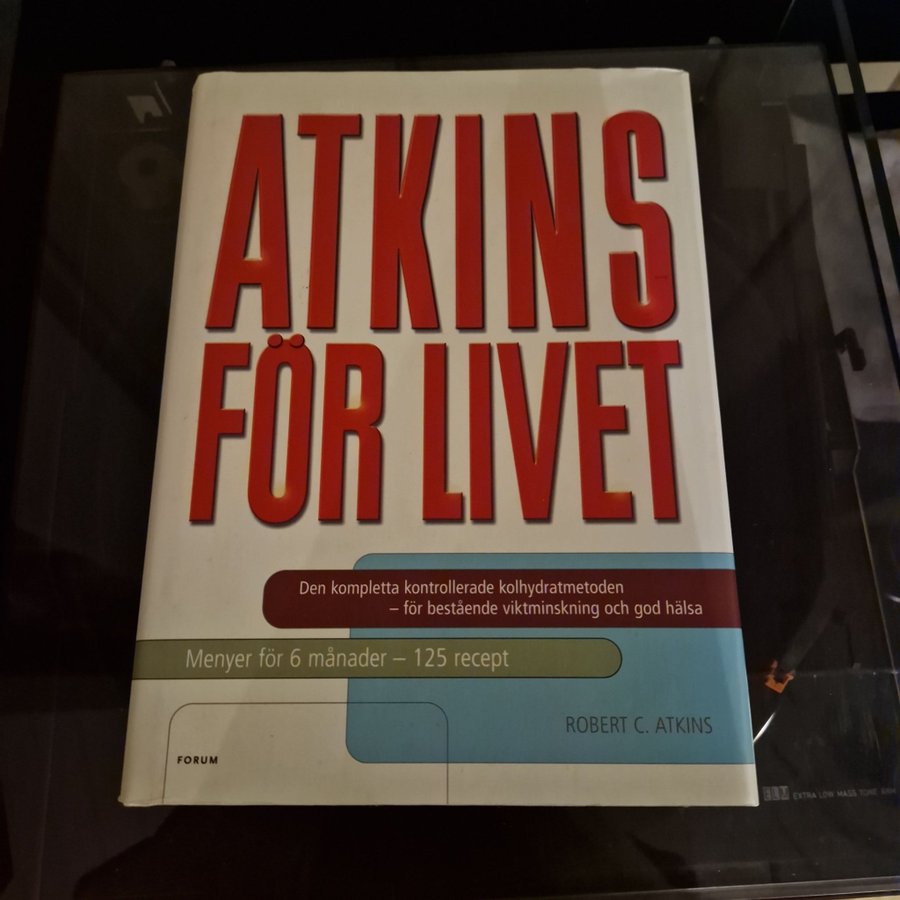 ATKINS
FÖR LIVET
Den kompletta kontrollerade kolhydratmetoden
– för bestående viktminskning och god hälsa
Menyer för 6 månader – 125 recept
ROBERT C. ATKINS
FORUM
ELM EXTRA LOW MASS TONE ARM